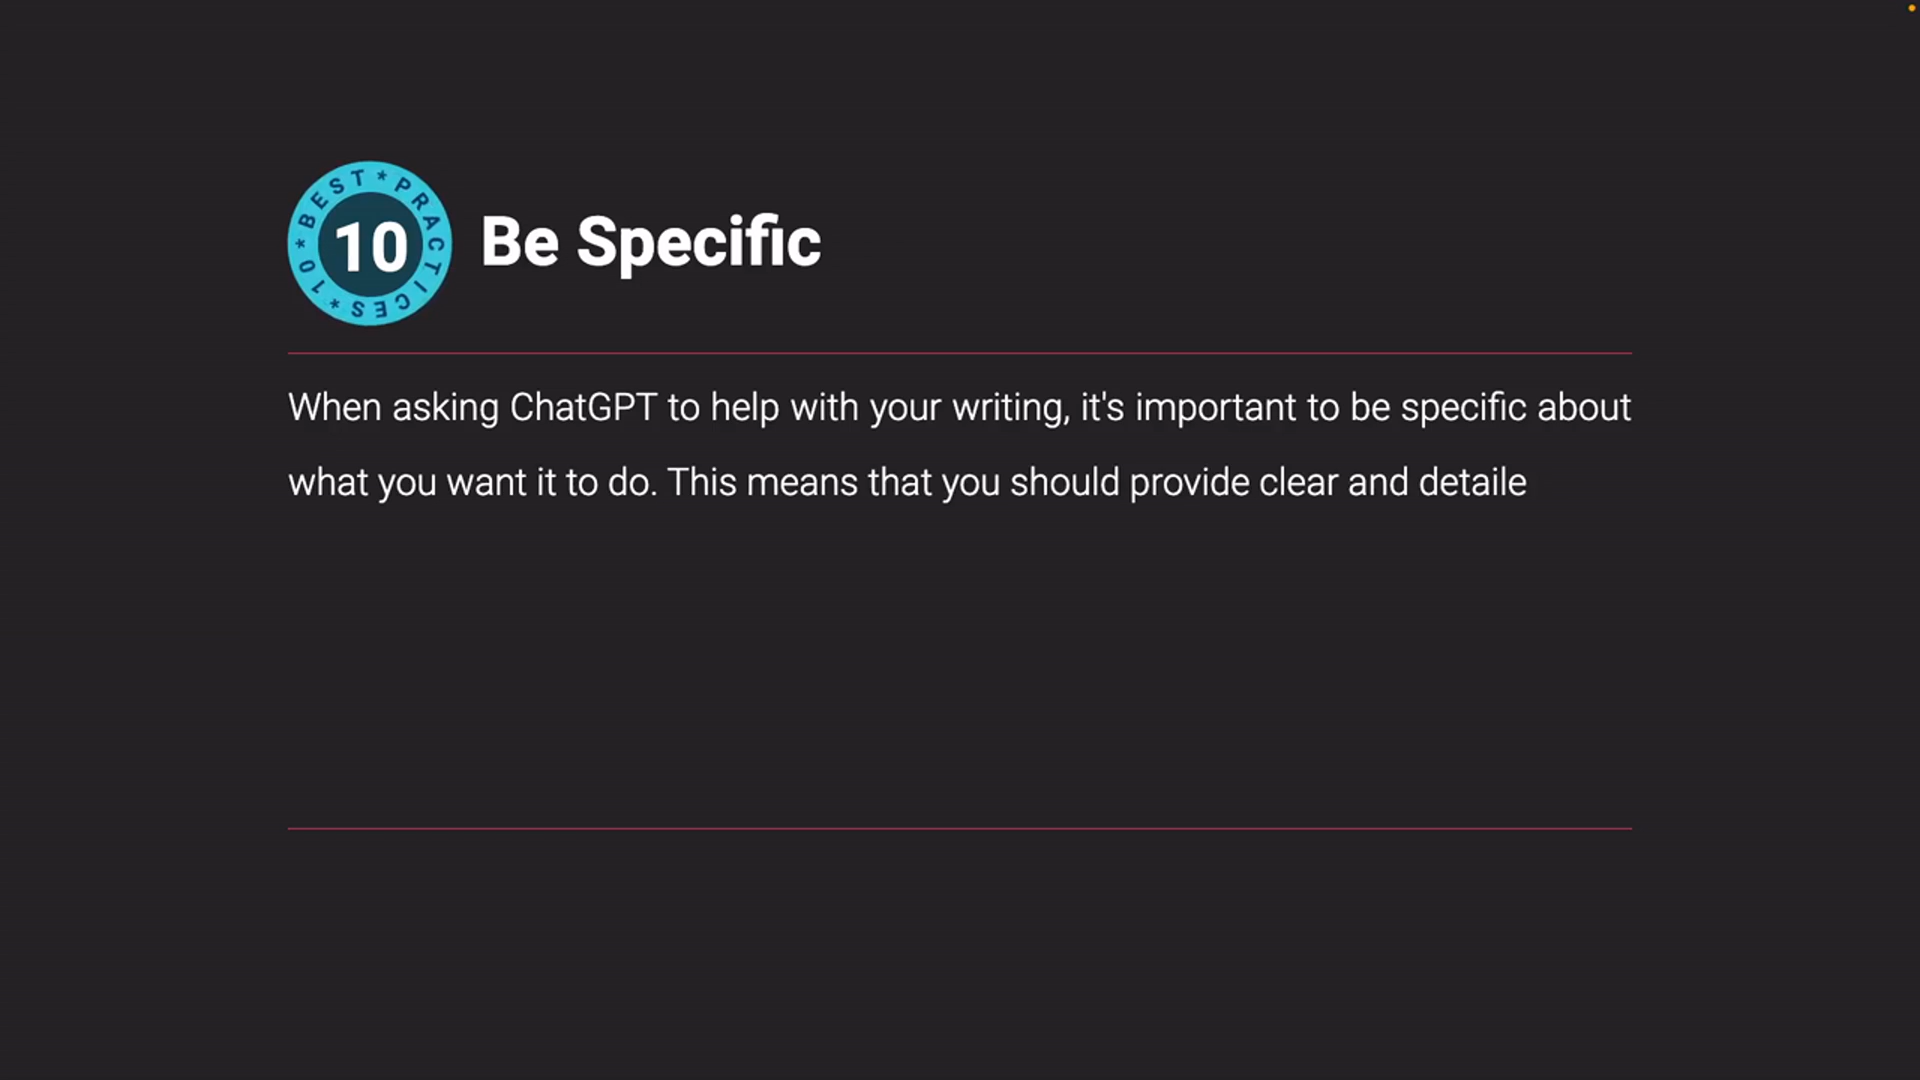 *BEST*PRACTICES*10
10
Be Specific
When asking ChatGPT to help with your writing, it's important to be specific about
what you want it to do. This means that you should provide clear and detaile